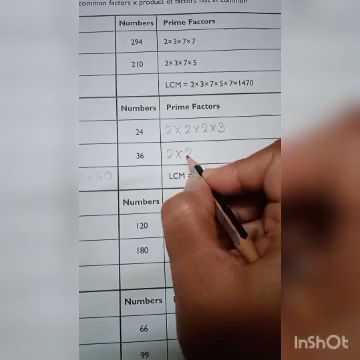 common factors x product of factors not in common
Numbers Prime Factors
294 2×3×7×7
210 2×3×7×5
LCM = 2×3×7×5×7=1470
Numbers Prime Factors
24 2×2×2×3
36 2×2
LCM =
Numbers
120
180
Numbers
66
99
InShOt